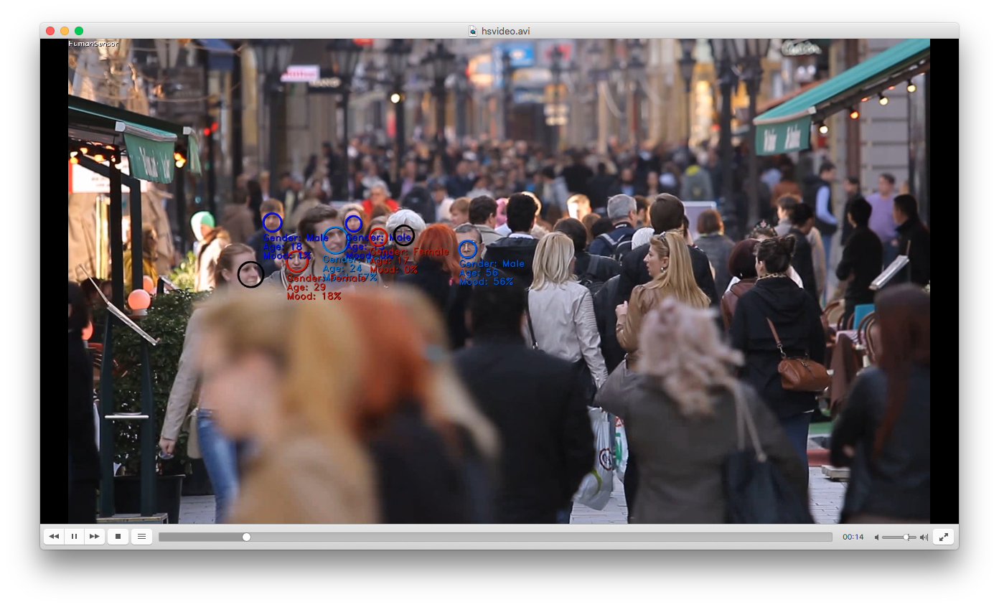 hsvideo.avi
HumanSensor
Gender: Male
Age: 18
Mood: 1%
Gender: Male
Gender: Female
Age: 17
Mood: 0%
Age: 24
Gender: Male
Age: 56
Mood: 56%
Gender: Female
Age: 29
Mood: 18%
00:14